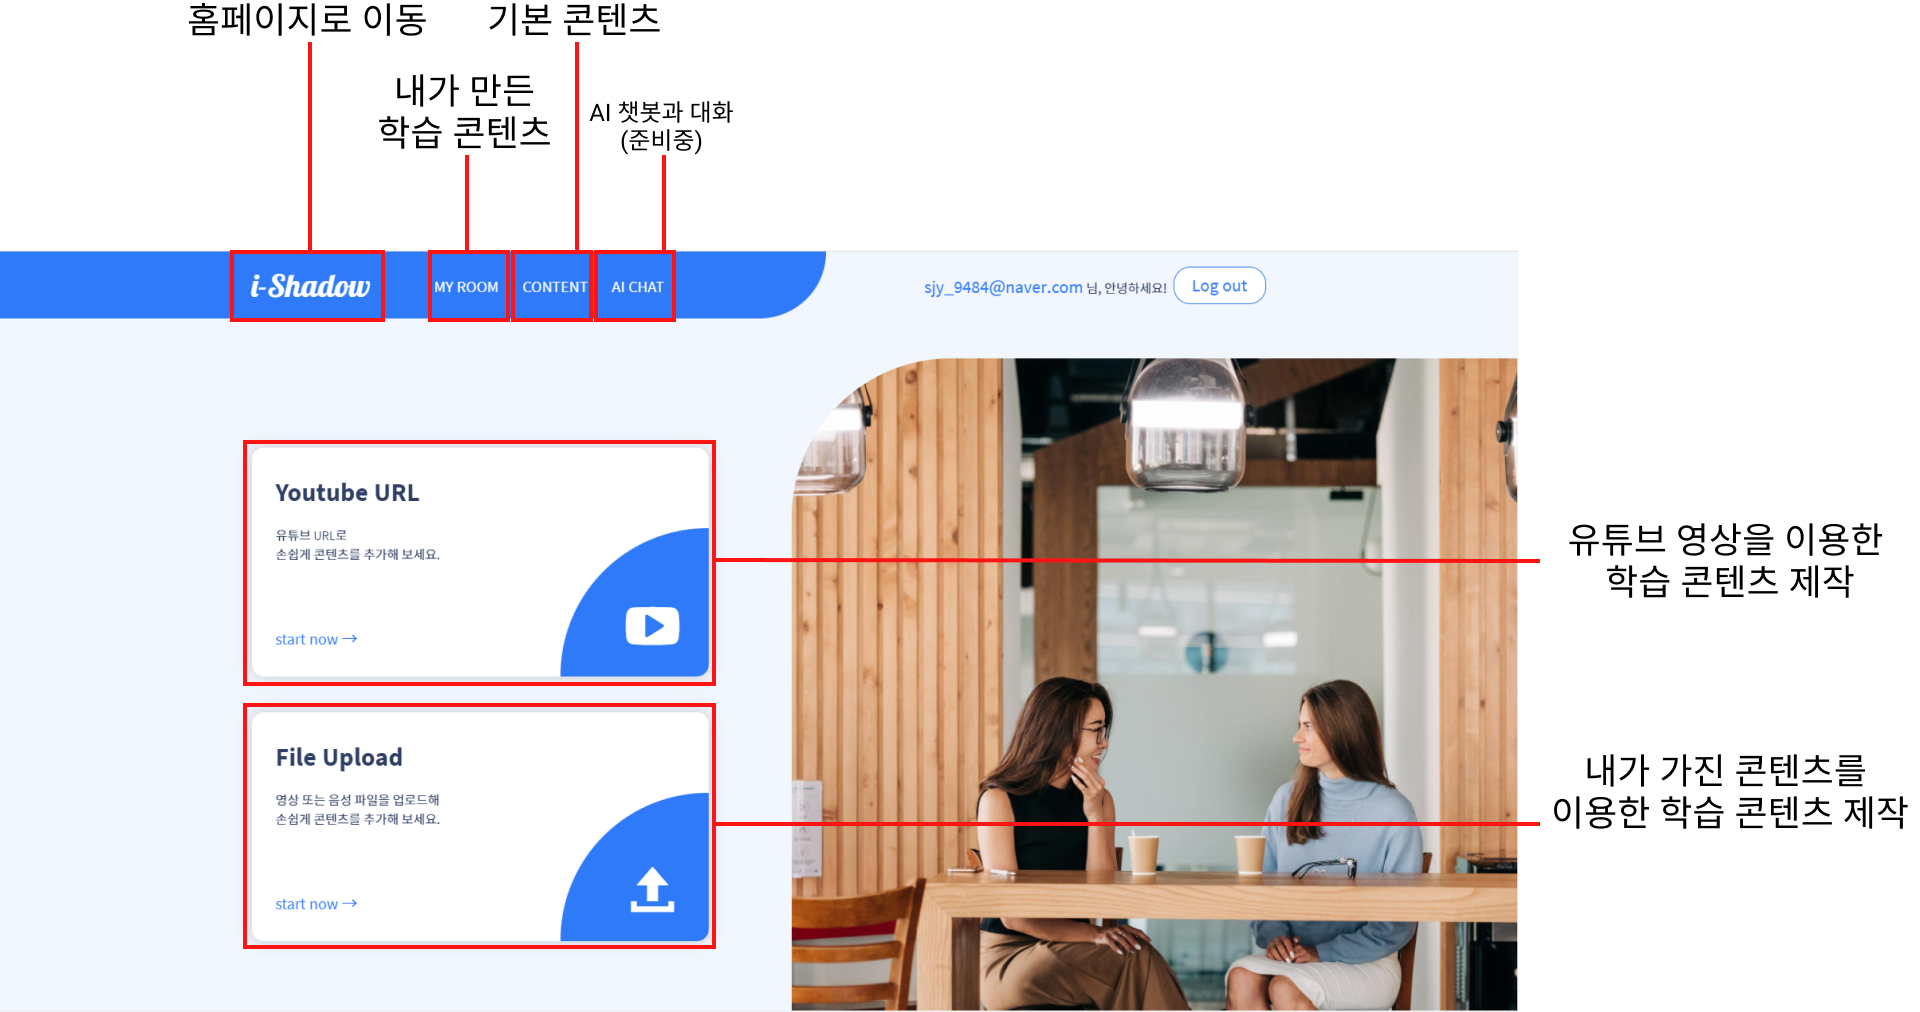 홈페이지로 이동
기본 콘텐츠
내가 만든
학습 콘텐츠
AI 챗봇과 대화
(준비중)
i-Shadow
MY ROOM
CONTENT
AI CHAT
sjy_9484@naver.com 님, 안녕하세요!
Log out
Youtube URL
유튜브 URL로
손쉽게 콘텐츠를 추가해 보세요.
start now →
유튜브 영상을 이용한
학습 콘텐츠 제작
File Upload
영상 또는 음성 파일을 업로드해
손쉽게 콘텐츠를 추가해 보세요.
start now →
내가 가진 콘텐츠를
이용한 학습 콘텐츠 제작